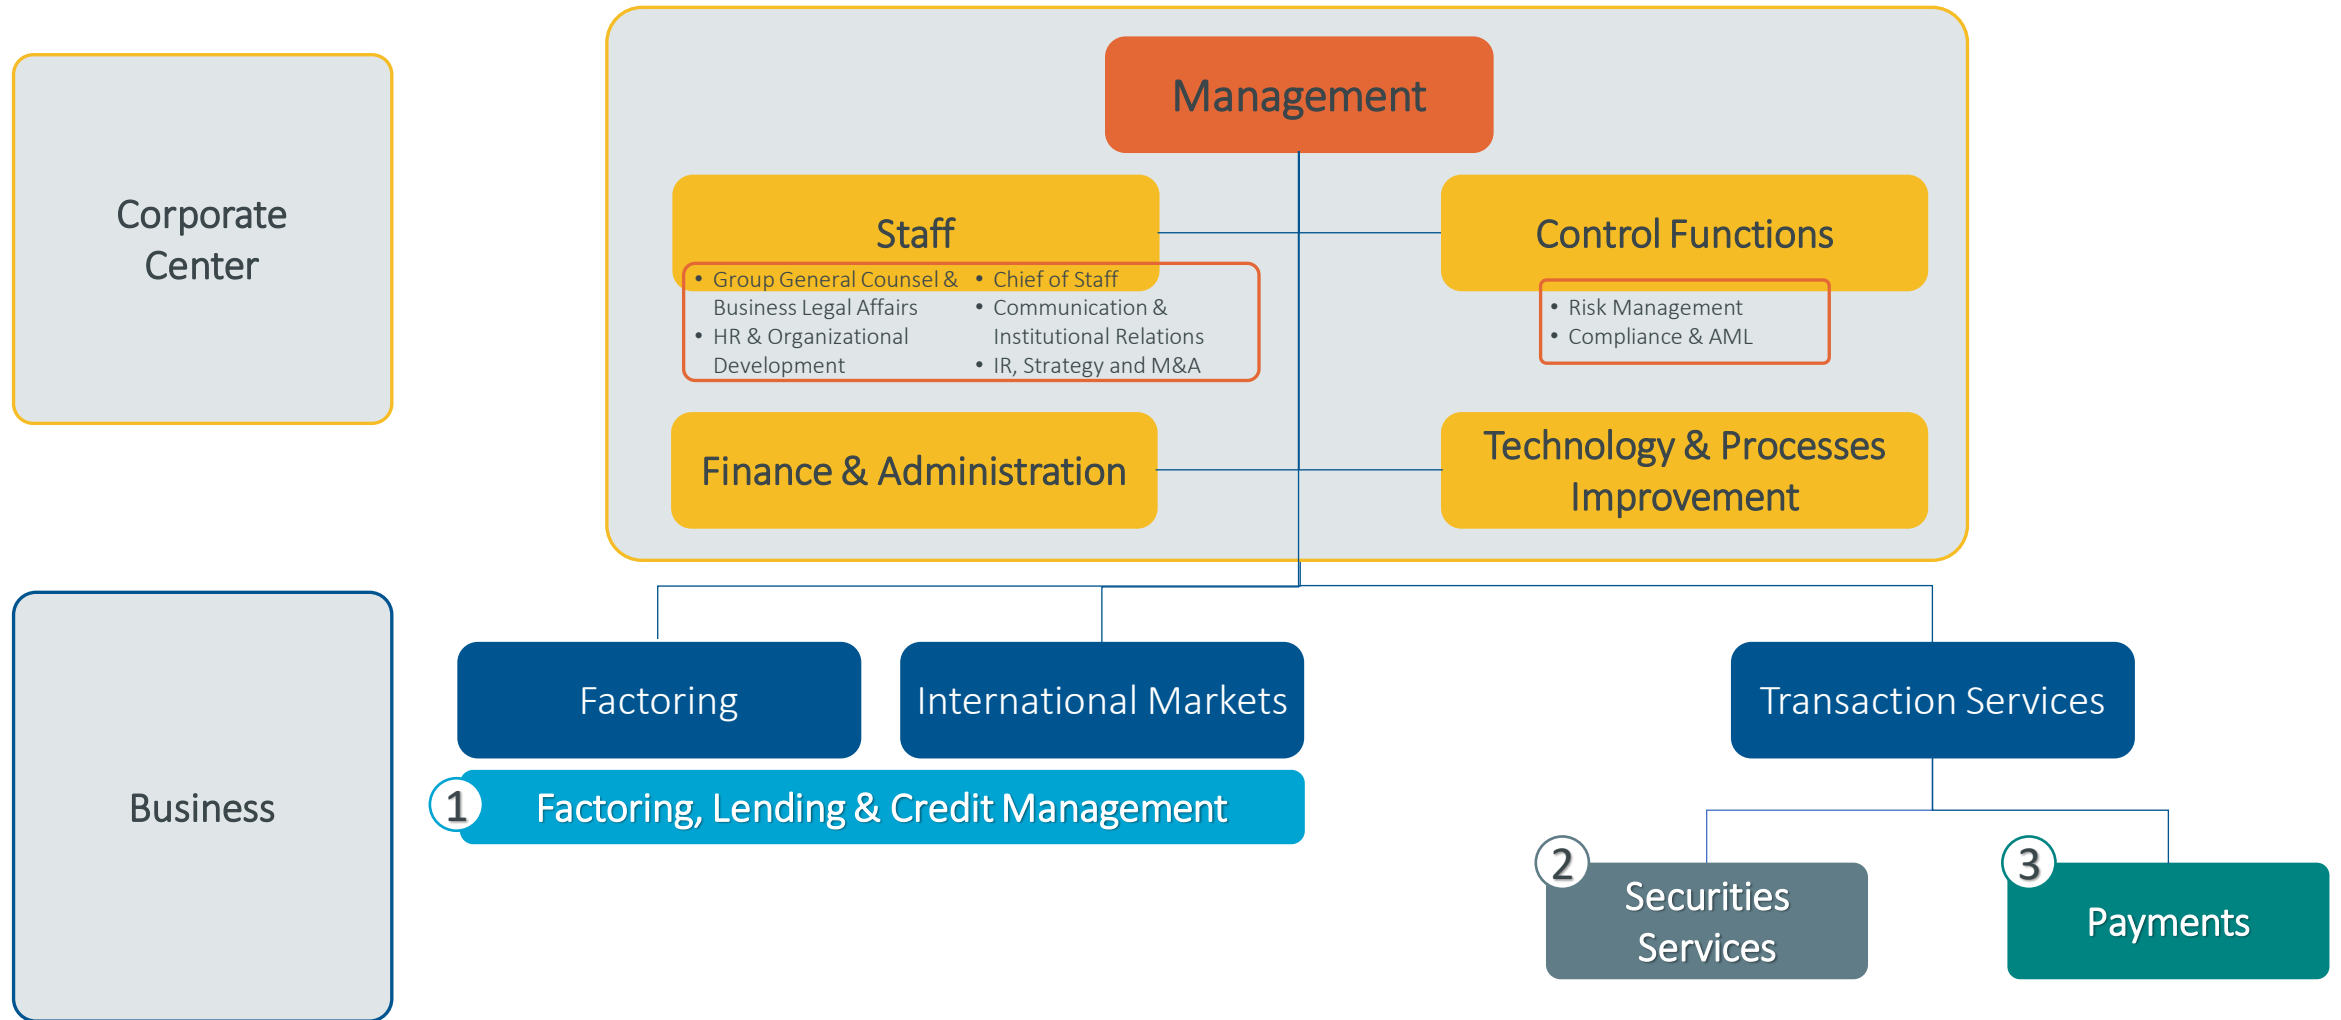 Management
Corporate
Center
Staff
Control Functions
• Group General Counsel &
Business Legal Affairs
• HR & Organizational
Development
• Chief of Staff
• Communication &
Institutional Relations
• IR, Strategy and M&A
• Risk Management
• Compliance & AML
Finance & Administration
Technology & Processes
Improvement
Business
Factoring
International Markets
Transaction Services
1
Factoring, Lending & Credit Management
2
Securities
Services
3
Payments